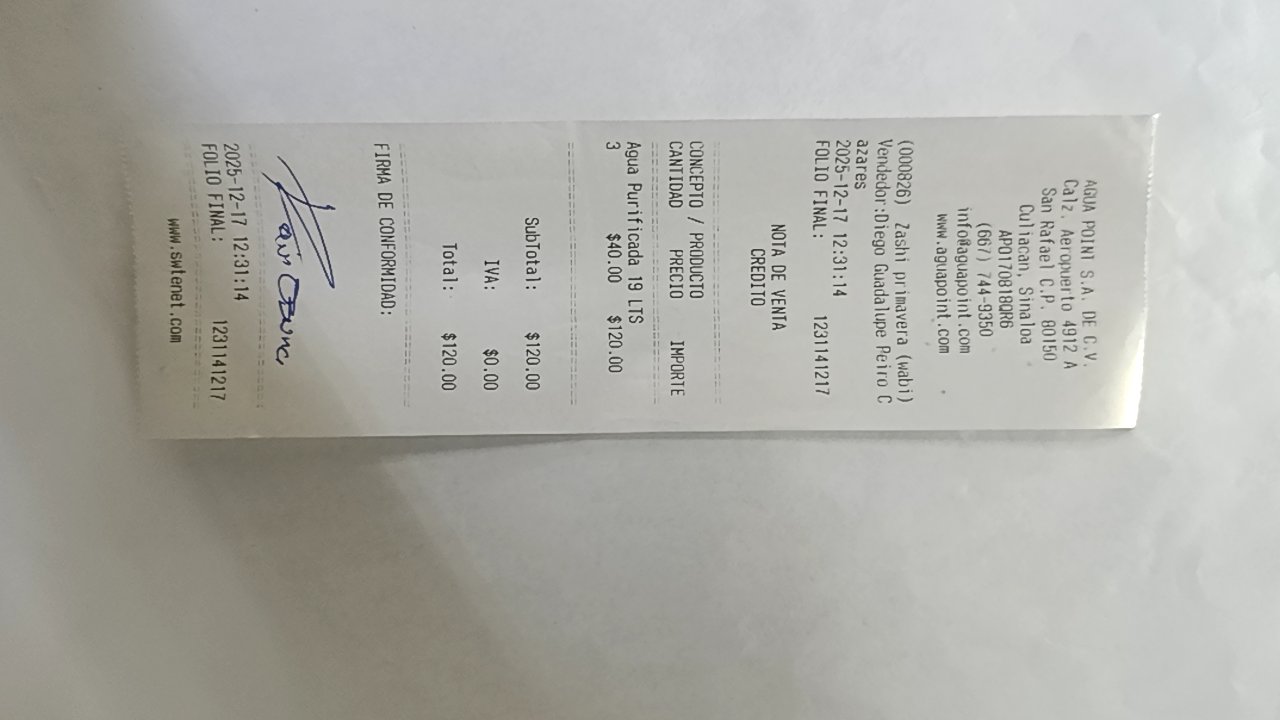 AGUA POINT S.A. DE C.V.
Calz. Aeropuerto 4912 A
San Rafael C.P. 80150
Culiacan, Sinaloa
APO170818QR6
(667) 744-9350
info@aguapoint.com
www.aguapoint.com
(000826) Zashi primavera (wabi)
Vendedor:Diego Guadalupe Peiro C
azares
2025-12-17 12:31:14
FOLIO FINAL: 1231141217
NOTA DE VENTA
CREDITO
CONCEPTO / PRODUCTO
CANTIDAD PRECIO IMPORTE
Agua Purificada 19 LTS
3 $40.00 $120.00
SubTotal: $120.00
IVA: $0.00
Total: $120.00
FIRMA DE CONFORMIDAD:
2025-12-17 12:31:14
FOLIO FINAL: 1231141217
www.swtenet.com